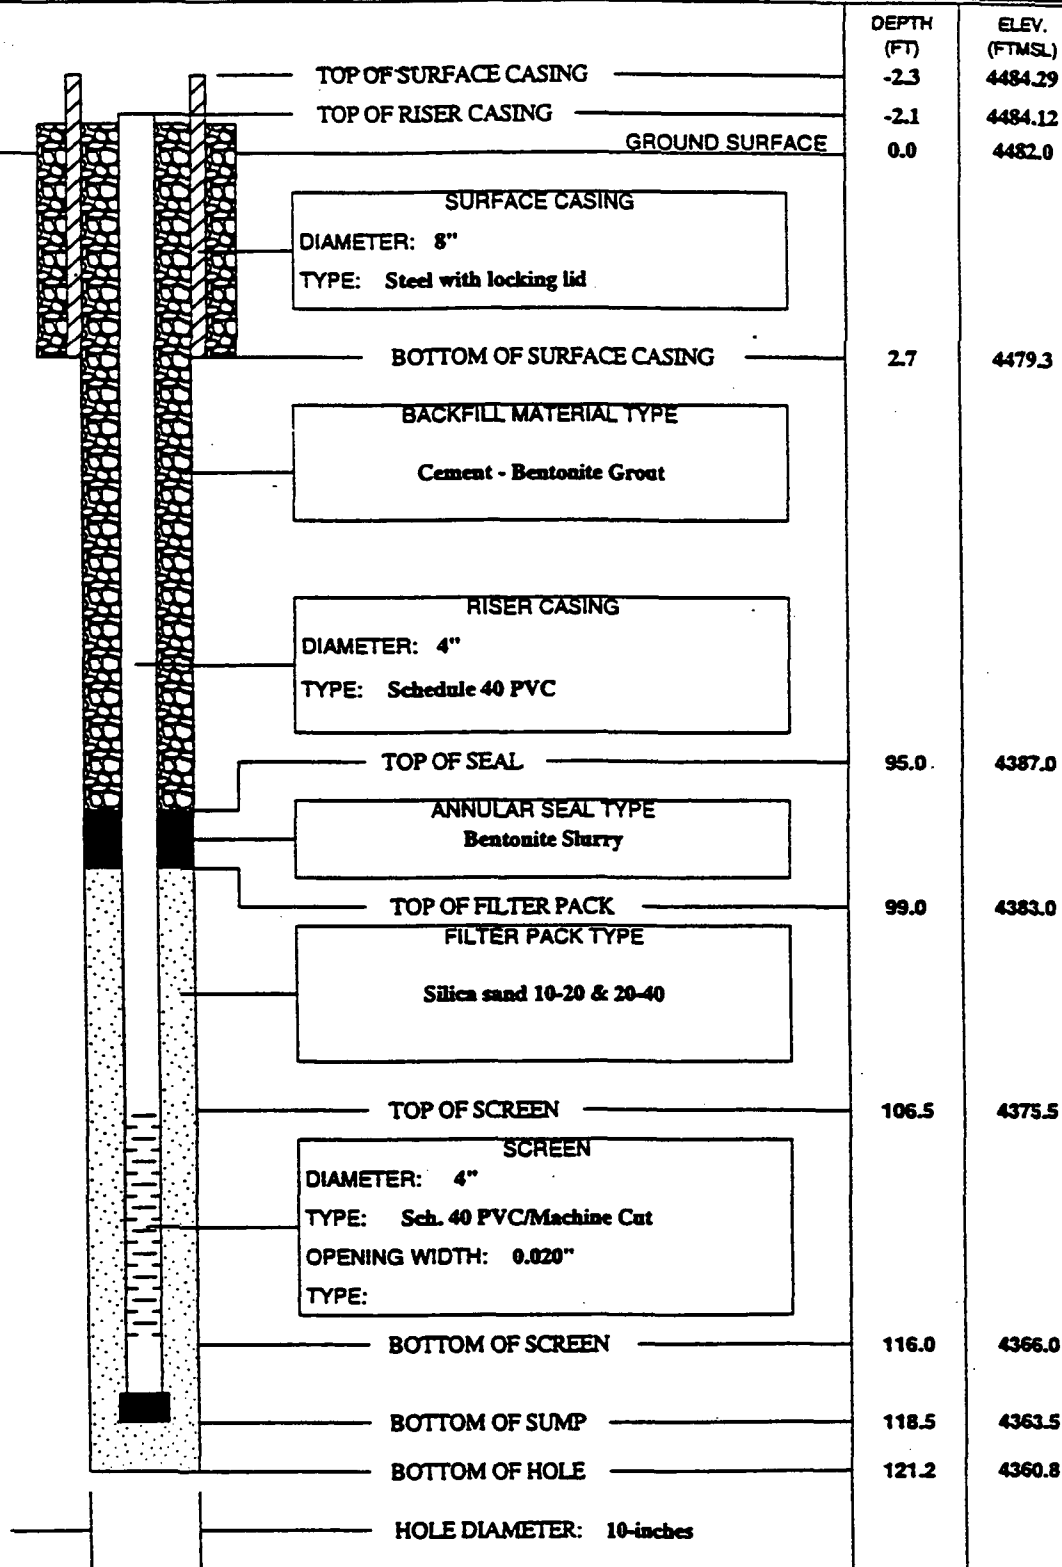 DEPTH ELEV.
(FT) (FTMSL)
TOP OF SURFACE CASING -2.3 4484.29
TOP OF RISER CASING -2.1 4484.12
GROUND SURFACE 0.0 4482.0
SURFACE CASING
DIAMETER: 8"
TYPE: Steel with locking lid
BOTTOM OF SURFACE CASING 2.7 4479.3
BACKFILL MATERIAL TYPE
Cement - Bentonite Grout
RISER CASING
DIAMETER: 4"
TYPE: Schedule 40 PVC
TOP OF SEAL 95.0 4387.0
ANNULAR SEAL TYPE
Bentonite Slurry
TOP OF FILTER PACK 99.0 4383.0
FILTER PACK TYPE
Silica sand 10-20 & 20-40
TOP OF SCREEN 106.5 4375.5
SCREEN
DIAMETER: 4"
TYPE: Sch. 40 PVC/Machine Cut
OPENING WIDTH: 0.020"
TYPE:
BOTTOM OF SCREEN 116.0 4366.0
BOTTOM OF SUMP 118.5 4363.5
BOTTOM OF HOLE 121.2 4360.8
HOLE DIAMETER: 10-inches